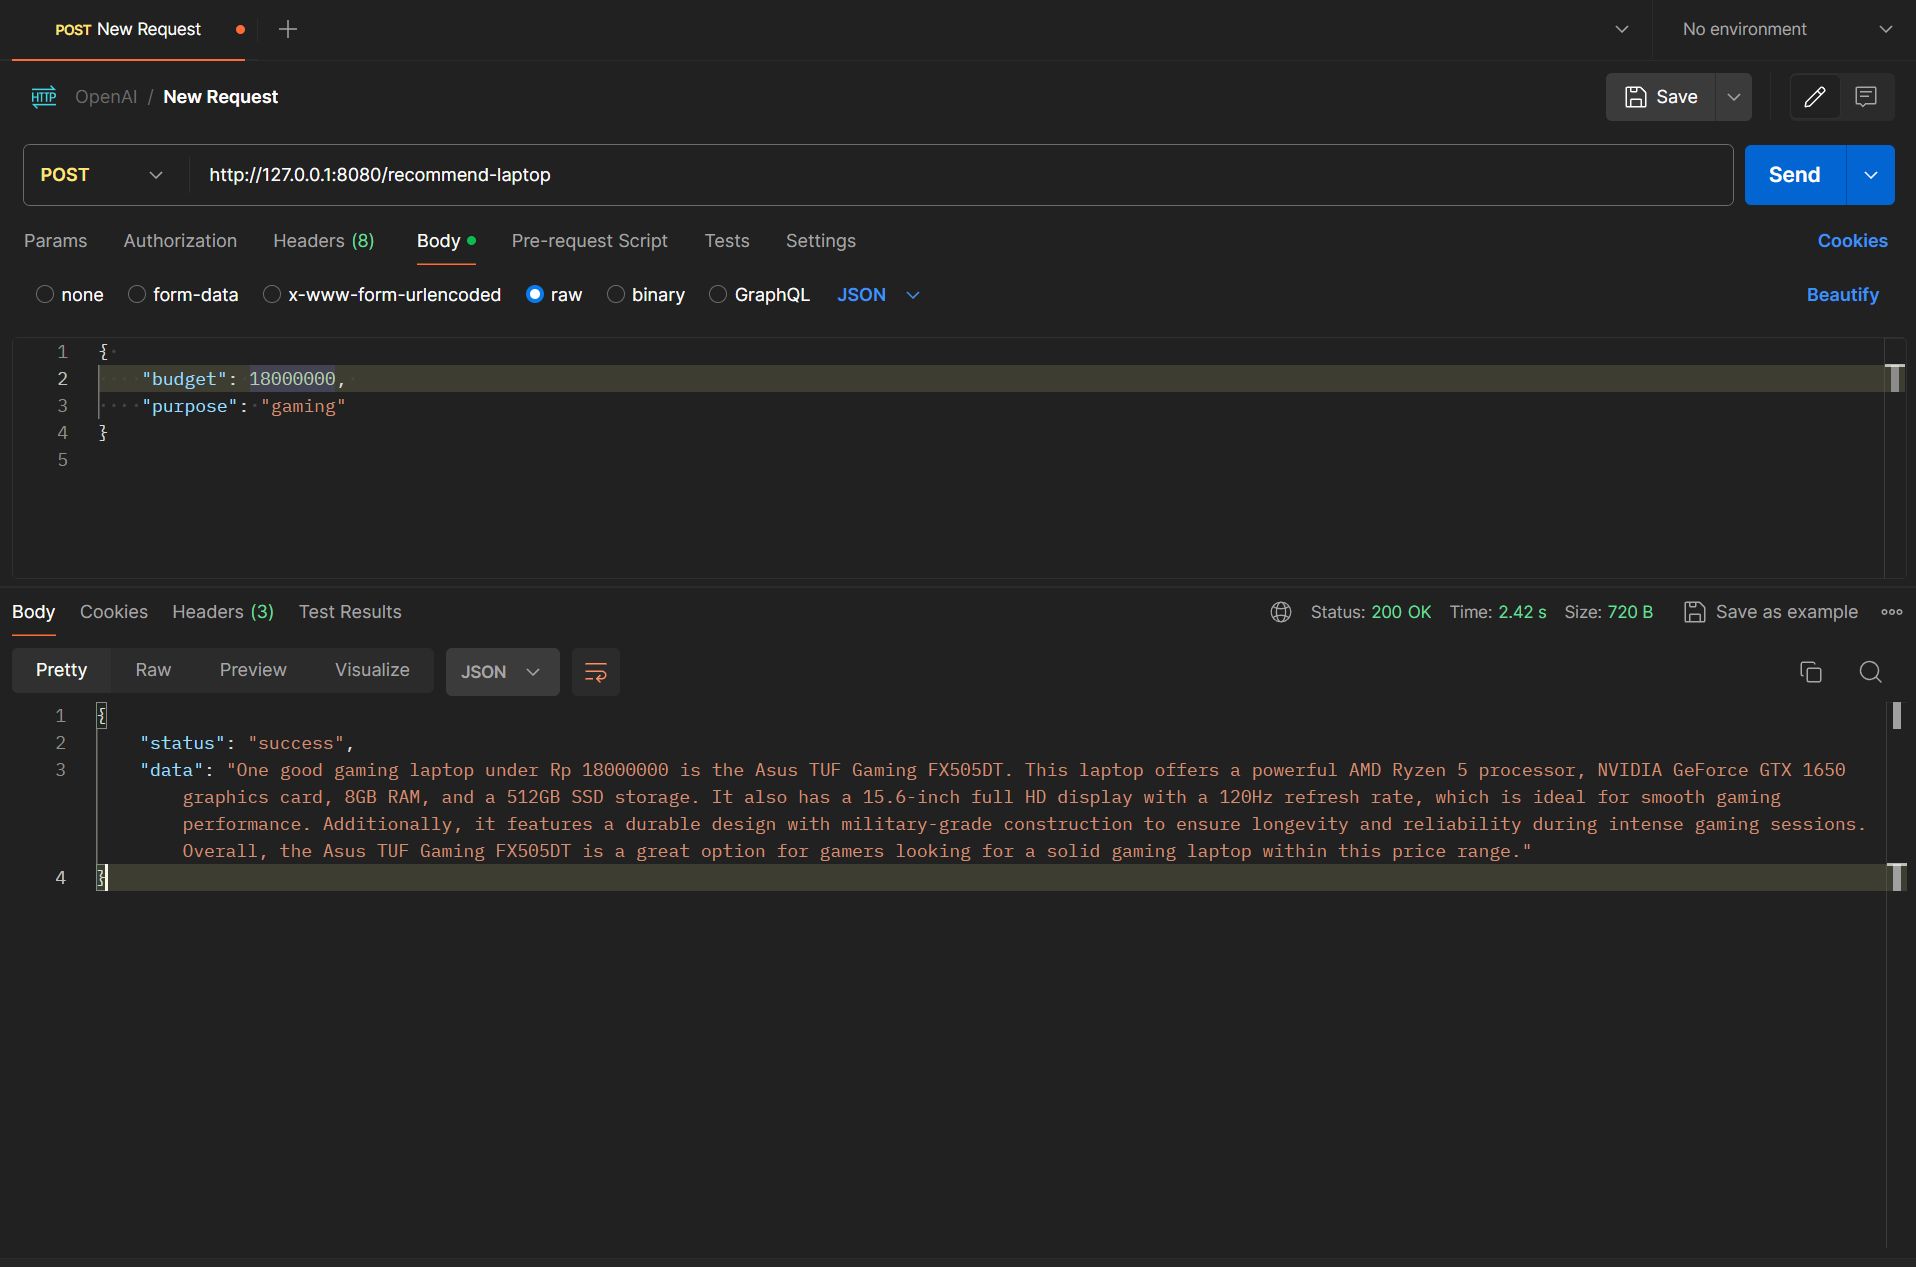 POST New Request
No environment
HTTP OpenAI / New Request
Save
POST http://127.0.0.1:8080/recommend-laptop
Send
Params Authorization Headers (8) Body Pre-request Script Tests Settings Cookies
none form-data x-www-form-urlencoded raw binary GraphQL JSON Beautify
1 {
2 "budget": 18000000,
3 "purpose": "gaming"
4 }
5
Body Cookies Headers (3) Test Results Status: 200 OK Time: 2.42 s Size: 720 B Save as example
Pretty Raw Preview Visualize JSON
1 {
2 "status": "success",
3 "data": "One good gaming laptop under Rp 18000000 is the Asus TUF Gaming FX505DT. This laptop offers a powerful AMD Ryzen 5 processor, NVIDIA GeForce GTX 1650
graphics card, 8GB RAM, and a 512GB SSD storage. It also has a 15.6-inch full HD display with a 120Hz refresh rate, which is ideal for smooth gaming
performance. Additionally, it features a durable design with military-grade construction to ensure longevity and reliability during intense gaming sessions.
Overall, the Asus TUF Gaming FX505DT is a great option for gamers looking for a solid gaming laptop within this price range."
4 }